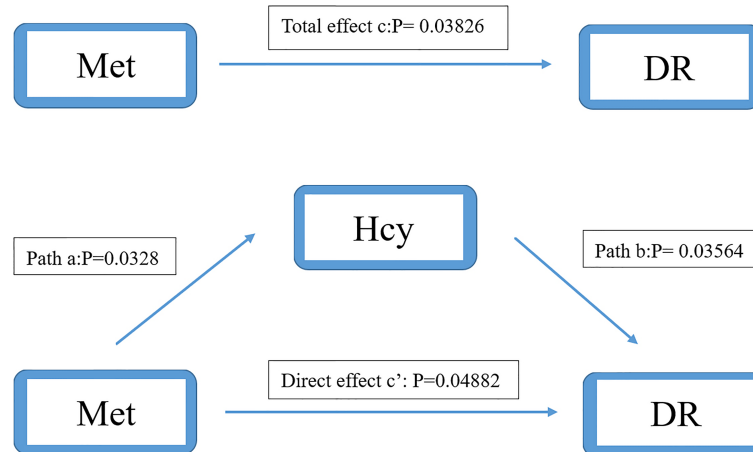 Total effect c:P= 0.03826
Met
DR
Hcy
Path a:P=0.0328
Path b:P= 0.03564
Direct effect c’: P=0.04882
Met
DR